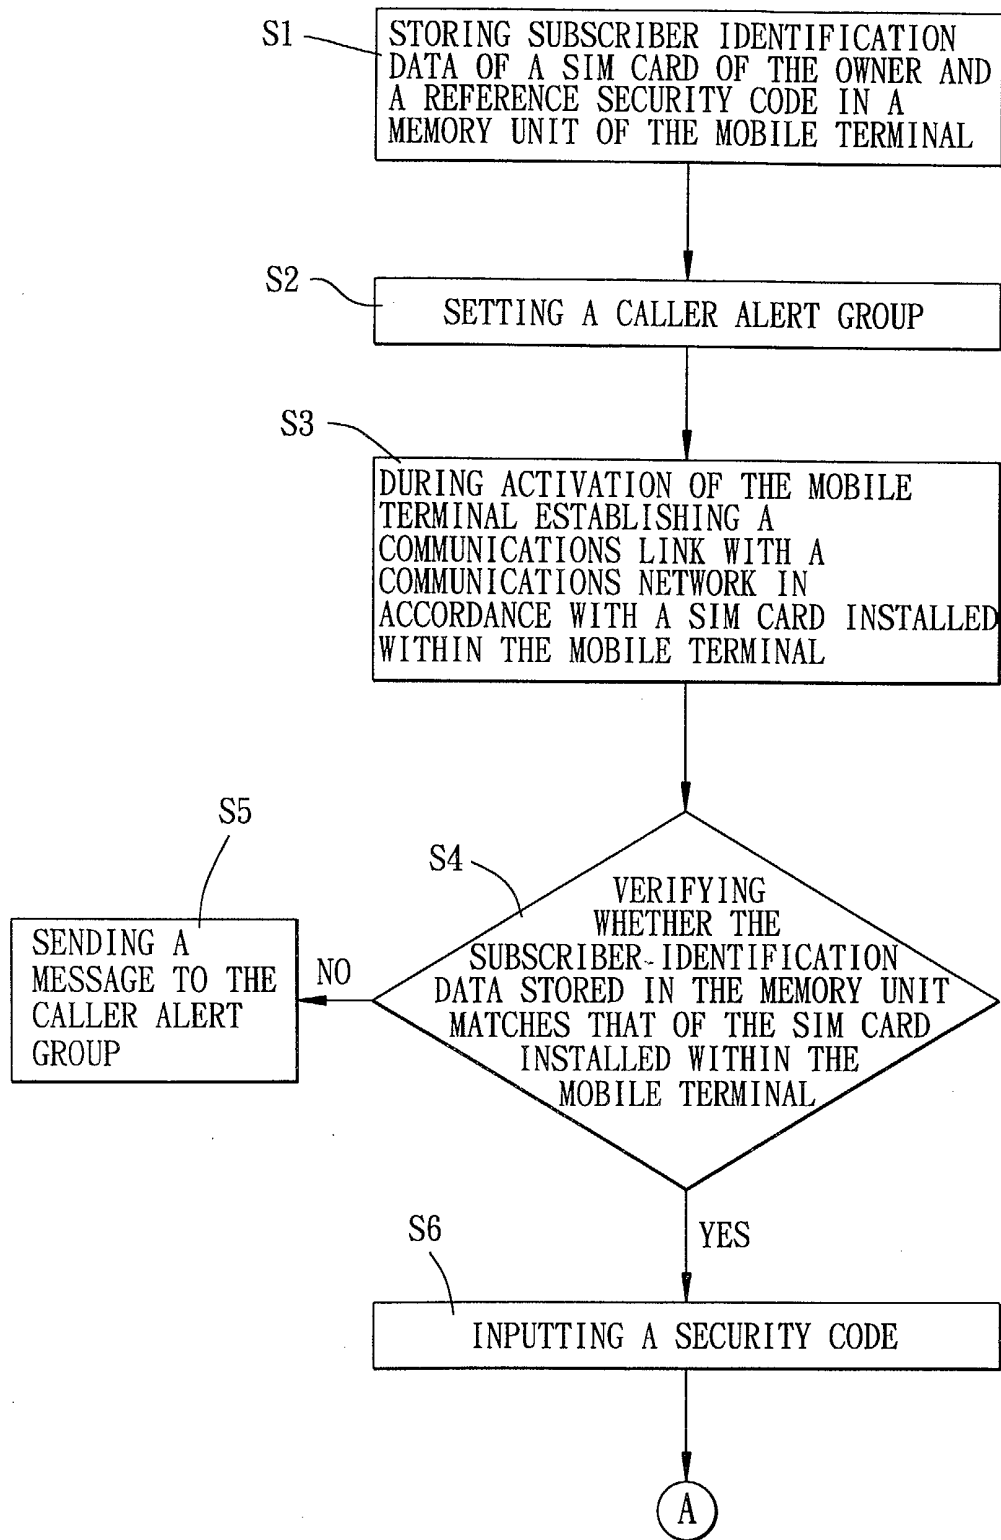 S1
STORING SUBSCRIBER IDENTIFICATION
DATA OF A SIM CARD OF THE OWNER AND
A REFERENCE SECURITY CODE IN A
MEMORY UNIT OF THE MOBILE TERMINAL
S2
SETTING A CALLER ALERT GROUP
S3
DURING ACTIVATION OF THE MOBILE
TERMINAL ESTABLISHING A
COMMUNICATIONS LINK WITH A
COMMUNICATIONS NETWORK IN
ACCORDANCE WITH A SIM CARD INSTALLED
WITHIN THE MOBILE TERMINAL
S4
VERIFYING
WHETHER THE
SUBSCRIBER-IDENTIFICATION
DATA STORED IN THE MEMORY UNIT
MATCHES THAT OF THE SIM CARD
INSTALLED WITHIN THE
MOBILE TERMINAL
NO
S5
SENDING A
MESSAGE TO THE
CALLER ALERT
GROUP
YES
S6
INPUTTING A SECURITY CODE
A